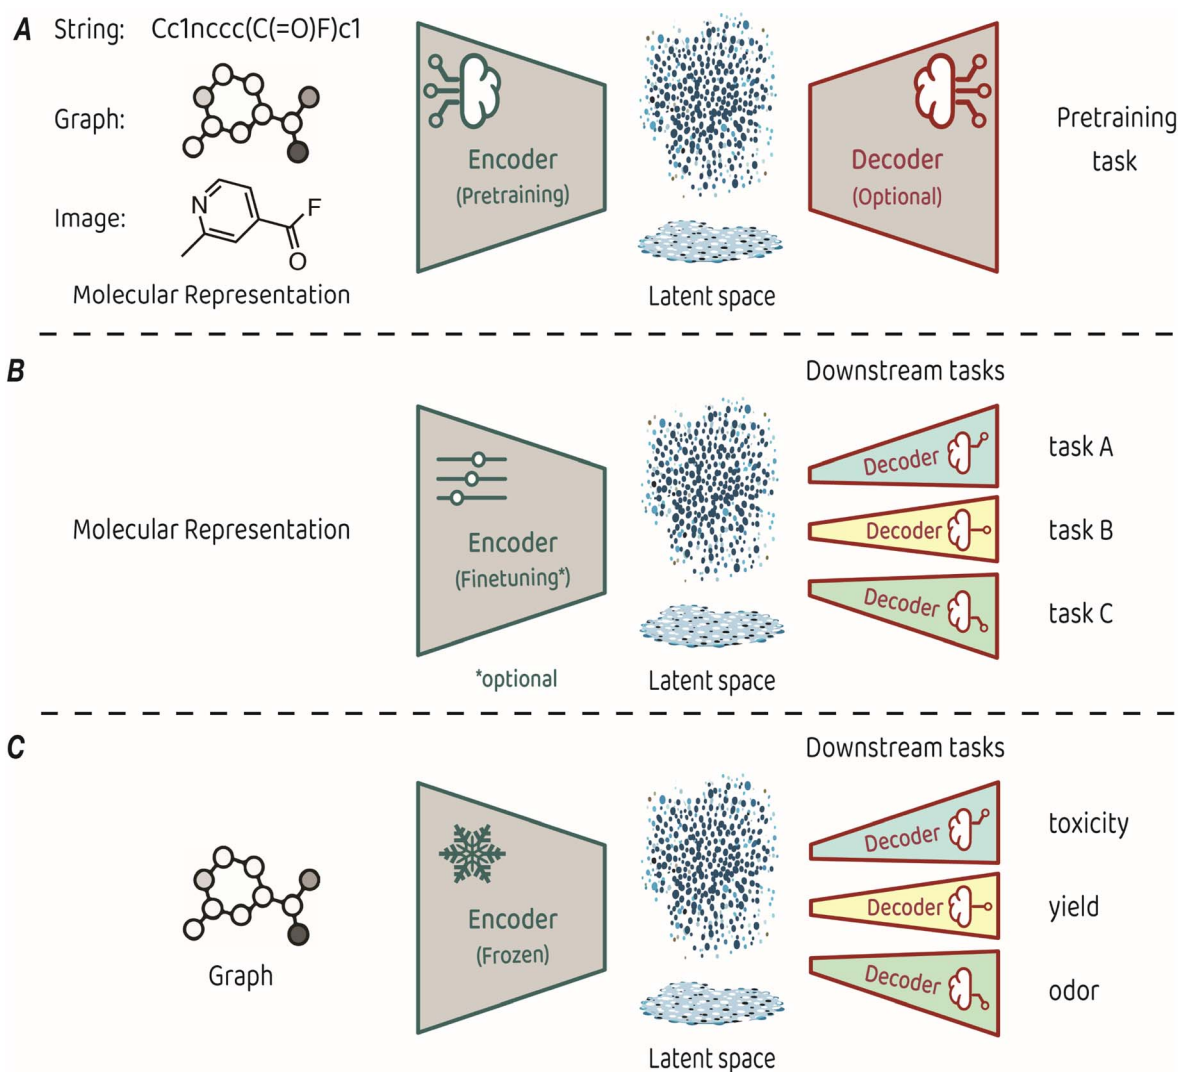 A
String: Cc1nccc(C(=O)F)c1
Graph:
Image:
N
F
O
Molecular Representation
Encoder
(Pretraining)
Latent space
Decoder
(Optional)
Pretraining
task
B
Molecular Representation
Encoder
(Finetuning*)
*optional
Latent space
Downstream tasks
Decoder
task A
Decoder
task B
Decoder
task C
C
Graph
Encoder
(Frozen)
Latent space
Downstream tasks
Decoder
toxicity
Decoder
yield
Decoder
odor